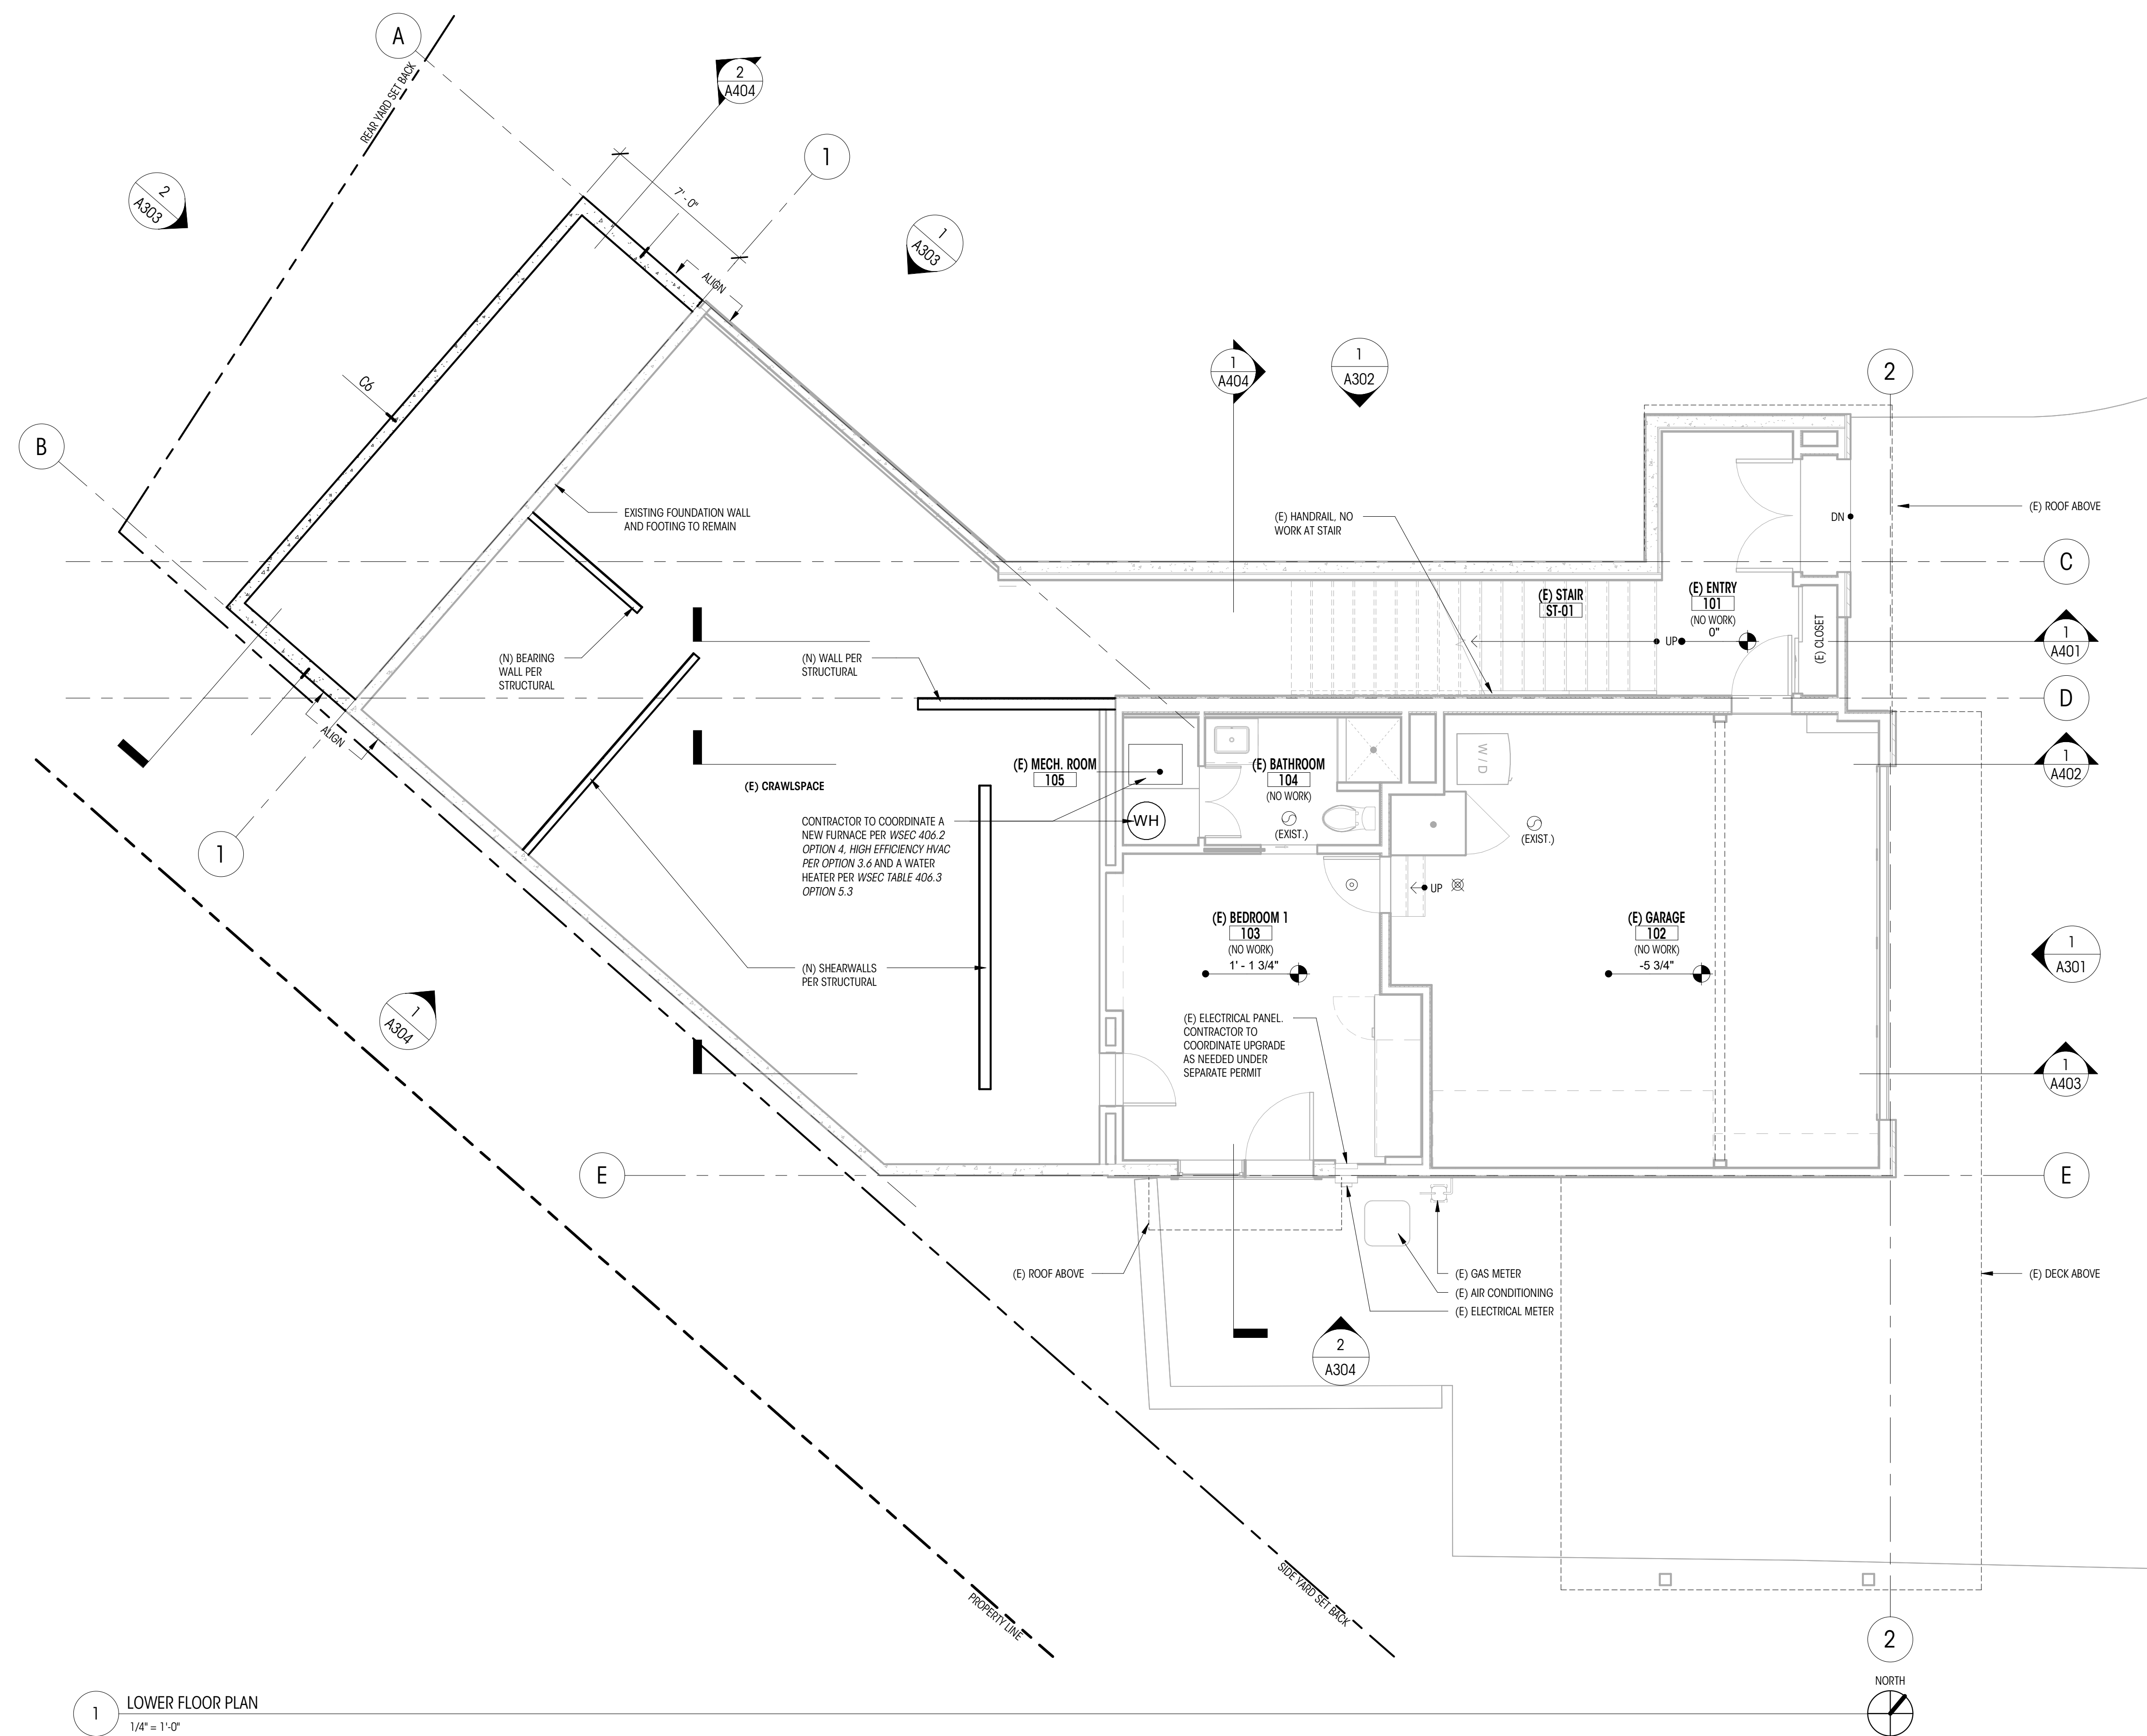 A
REAR YARD SET BACK
2
A404
1
2
A303
7' - 0"
1
A303
ALIGN
1
A404
1
A302
2
C6
B
EXISTING FOUNDATION WALL
AND FOOTING TO REMAIN
(E) HANDRAIL, NO
WORK AT STAIR
DN
(E) ROOF ABOVE
C
(E) STAIR
ST-01
(E) ENTRY
101
(NO WORK)
0"
UP
(E) CLOSET
1
A401
(N) BEARING
WALL PER
STRUCTURAL
(N) WALL PER
STRUCTURAL
D
ALIGN
(E) MECH. ROOM
105
(E) BATHROOM
104
(NO WORK)
(EXIST.)
W / D
(EXIST.)
1
A402
(E) CRAWLSPACE
CONTRACTOR TO COORDINATE A
NEW FURNACE PER WSEC 406.2
OPTION 4, HIGH EFFICIENCY HVAC
PER OPTION 3.6 AND A WATER
HEATER PER WSEC TABLE 406.3
OPTION 5.3
WH
1
UP
(E) BEDROOM 1
103
(NO WORK)
1' - 1 3/4"
(E) GARAGE
102
(NO WORK)
-5 3/4"
1
A301
(N) SHEARWALLS
PER STRUCTURAL
1
A304
(E) ELECTRICAL PANEL.
CONTRACTOR TO
COORDINATE UPGRADE
AS NEEDED UNDER
SEPARATE PERMIT
1
A403
E
E
(E) ROOF ABOVE
(E) GAS METER
(E) AIR CONDITIONING
(E) ELECTRICAL METER
(E) DECK ABOVE
2
A304
PROPERTY LINE
SIDE YARD SET BACK
2
NORTH
1
LOWER FLOOR PLAN
1/4" = 1'-0"